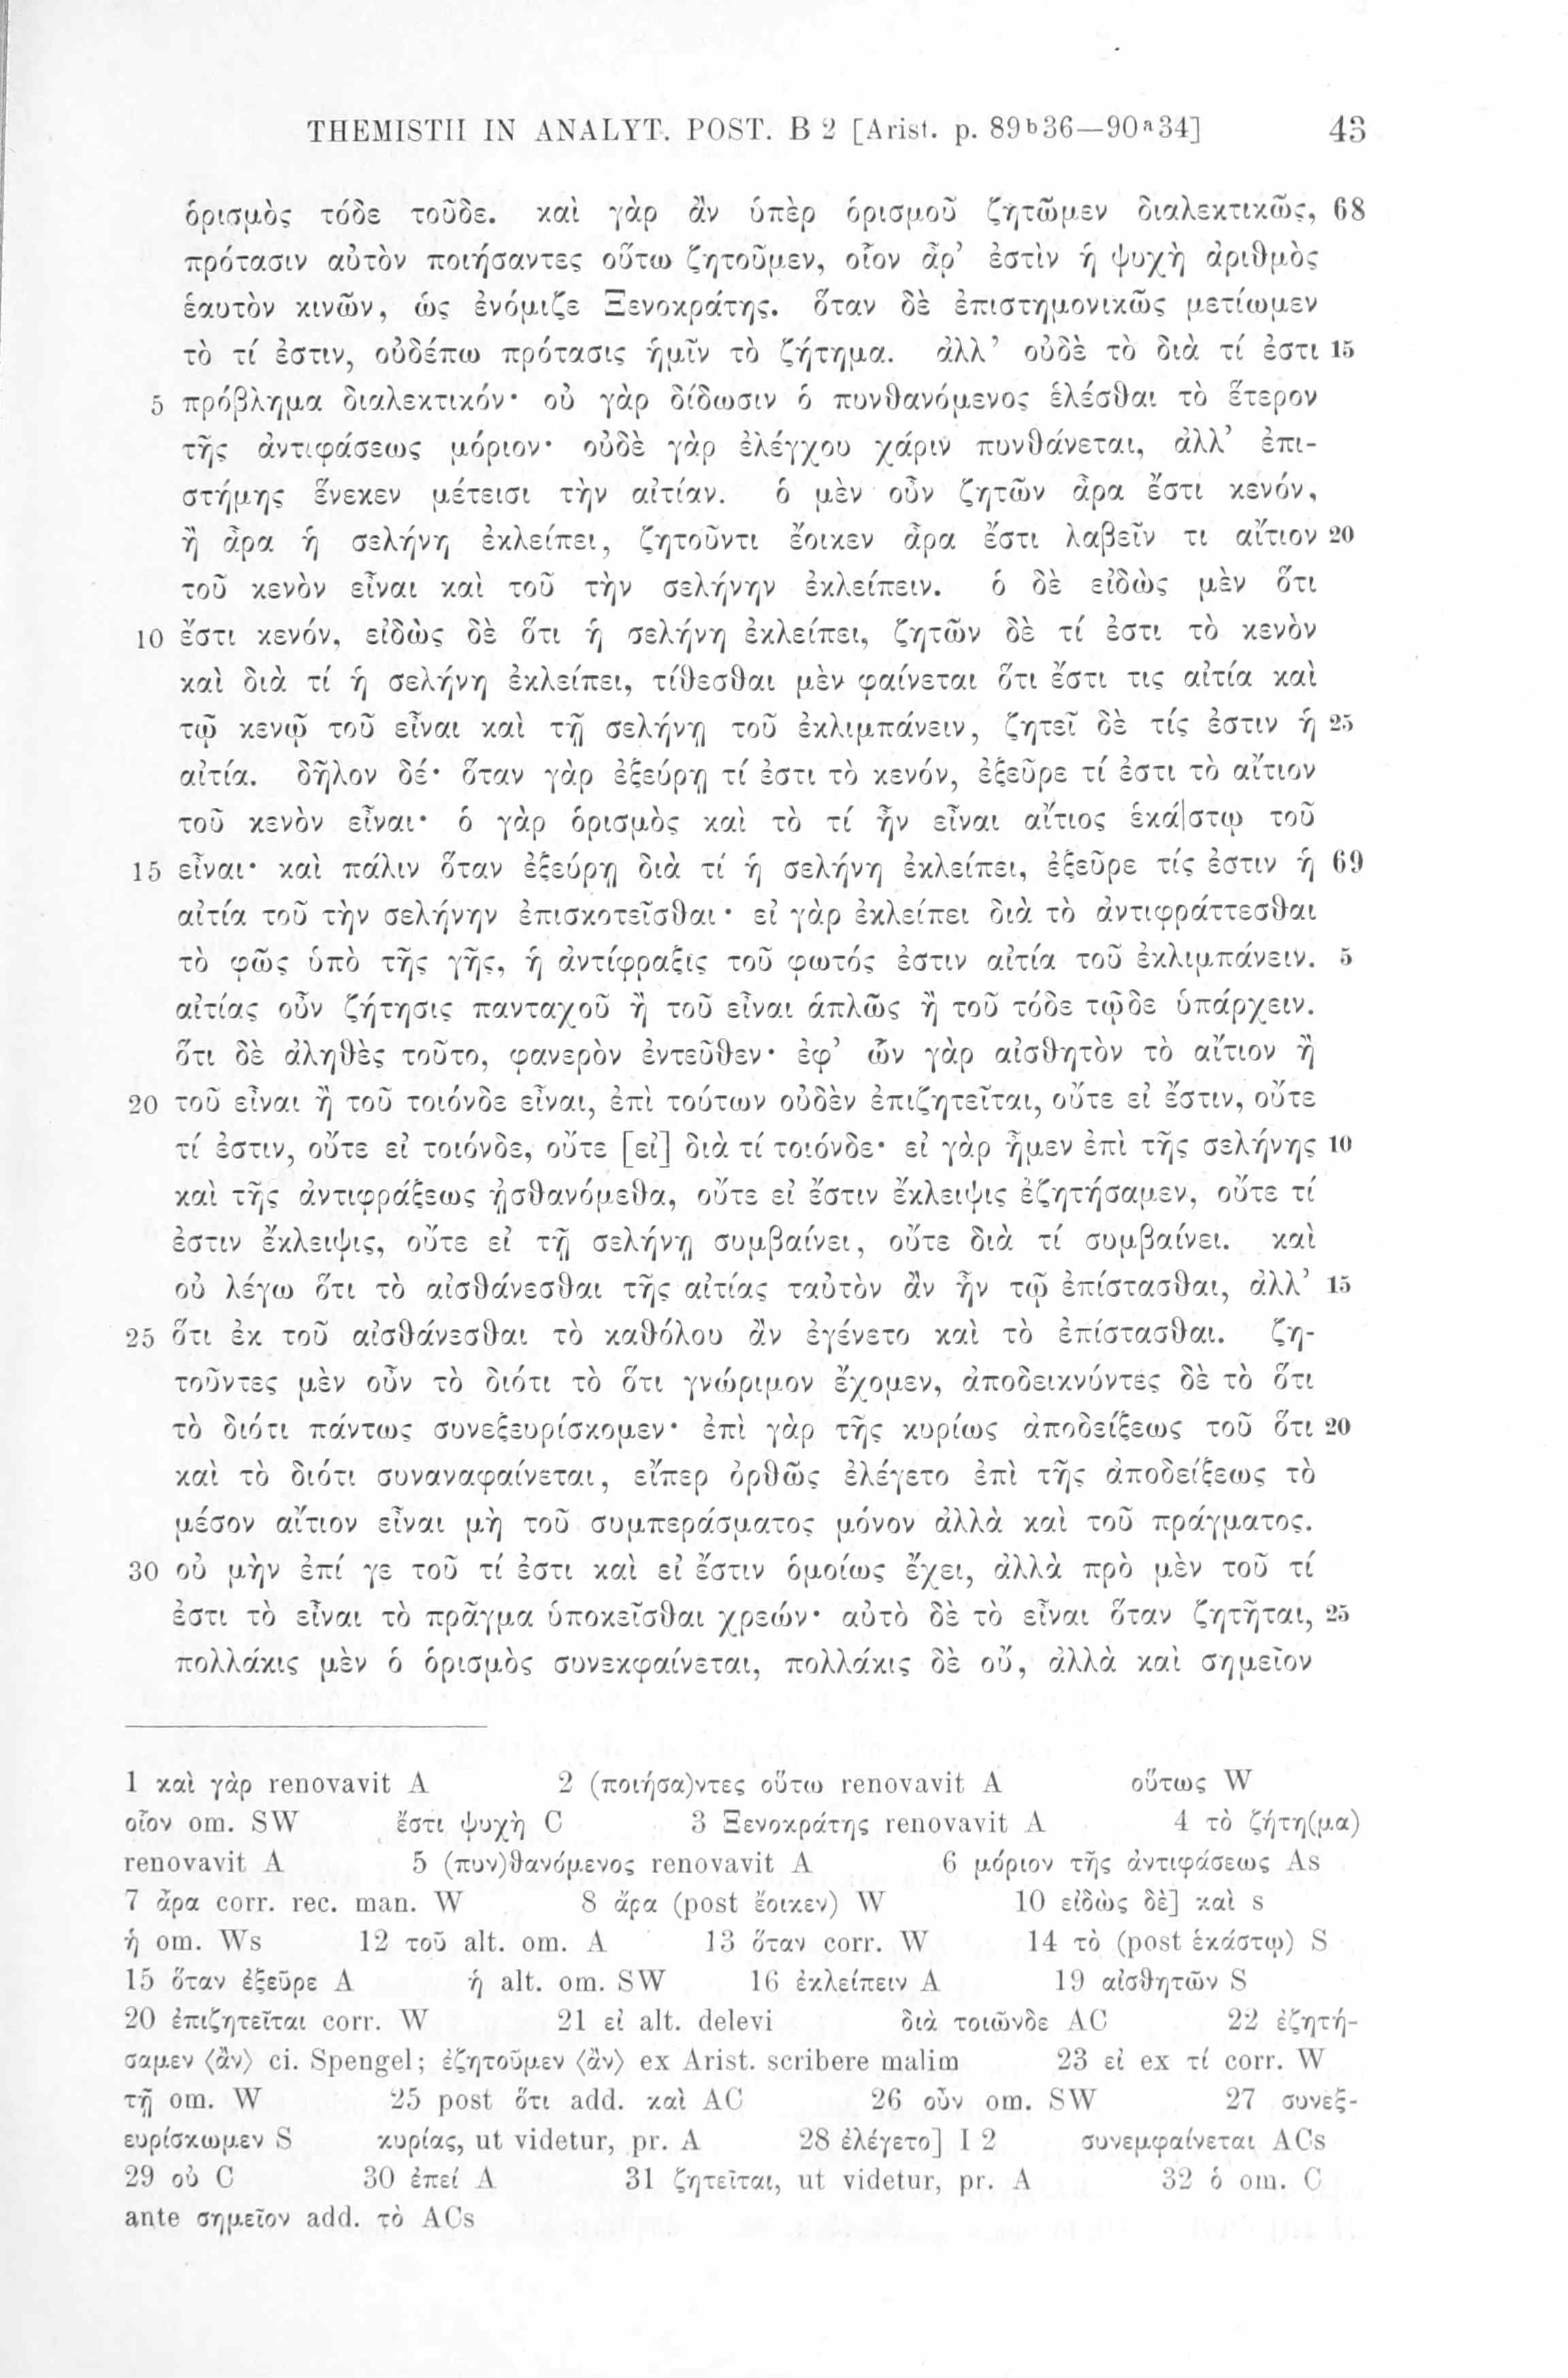 THEMISTII IN ANALYT. POST. B 2 [Arist. p. 89ᵇ36—90ᵃ34] 43
ὁρισμὸς τόδε τοῦδε. καὶ γὰρ ἂν ὑπὲρ ὁρισμοῦ ζητῶμεν διαλεκτικῶς, 68
πρότασιν αὐτὸν ποιήσαντες οὕτω ζητοῦμεν, οἷον ἆρ’ ἐστὶν ἡ ψυχὴ ἀριθμὸς
ἑαυτὸν κινῶν, ὡς ἐνόμιζε Ξενοκράτης. ὅταν δὲ ἐπιστημονικῶς μετίωμεν
τὸ τί ἐστιν, οὐδέπω πρότασις ἡμῖν τὸ ζήτημα. ἀλλ’ οὐδὲ τὸ διὰ τί ἐστι 15
5 πρόβλημα διαλεκτικόν· οὐ γὰρ δίδωσιν ὁ πυνθανόμενος ἑλέσθαι τὸ ἕτερον
τῆς ἀντιφάσεως μόριον· οὐδὲ γὰρ ἐλέγχου χάριν πυνθάνεται, ἀλλ’ ἐπι-
στήμης ἕνεκεν μέτεισι τὴν αἰτίαν. ὁ μὲν οὖν ζητῶν ἆρα ἔστι κενόν,
ἢ ἆρα ἡ σελήνη ἐκλείπει, ζητοῦντι ἔοικεν ἆρα ἔστι λαβεῖν τι αἴτιον 20
τοῦ κενὸν εἶναι καὶ τοῦ τὴν σελήνην ἐκλείπειν. ὁ δὲ εἰδὼς μὲν ὅτι
10 ἔστι κενόν, εἰδὼς δὲ ὅτι ἡ σελήνη ἐκλείπει, ζητῶν δὲ τί ἐστι τὸ κενὸν
καὶ διὰ τί ἡ σελήνη ἐκλείπει, τίθεσθαι μὲν φαίνεται ὅτι ἔστι τις αἰτία καὶ
τῷ κενῷ τοῦ εἶναι καὶ τῇ σελήνῃ τοῦ ἐκλιμπάνειν, ζητεῖ δὲ τίς ἐστιν ἡ 25
αἰτία. δῆλον δέ· ὅταν γὰρ ἐξεύρῃ τί ἐστι τὸ κενόν, ἐξεῦρε τί ἐστι τὸ αἴτιον
τοῦ κενὸν εἶναι· ὁ γὰρ ὁρισμὸς καὶ τὸ τί ἦν εἶναι αἴτιος ἑκά|στῳ τοῦ
15 εἶναι· καὶ πάλιν ὅταν ἐξεύρῃ διὰ τί ἡ σελήνη ἐκλείπει, ἐξεῦρε τίς ἐστιν ἡ 69
αἰτία τοῦ τὴν σελήνην ἐπισκοτεῖσθαι· εἰ γὰρ ἐκλείπει διὰ τὸ ἀντιφράττεσθαι
τὸ φῶς ὑπὸ τῆς γῆς, ἡ ἀντίφραξις τοῦ φωτός ἐστιν αἰτία τοῦ ἐκλιμπάνειν. 5
αἰτίας οὖν ζήτησις πανταχοῦ ἢ τοῦ εἶναι ἁπλῶς ἢ τοῦ τόδε τῷδε ὑπάρχειν.
ὅτι δὲ ἀληθὲς τοῦτο, φανερὸν ἐντεῦθεν· ἐφ’ ὧν γὰρ αἰσθητὸν τὸ αἴτιον ἢ
20 τοῦ εἶναι ἢ τοῦ τοιόνδε εἶναι, ἐπὶ τούτων οὐδὲν ἐπιζητεῖται, οὔτε εἰ ἔστιν, οὔτε
τί ἐστιν, οὔτε εἰ τοιόνδε, οὔτε [εἰ] διὰ τί τοιόνδε· εἰ γὰρ ἦμεν ἐπὶ τῆς σελήνης 10
καὶ τῆς ἀντιφράξεως ᾐσθανόμεθα, οὔτε εἰ ἔστιν ἔκλειψις ἐζητήσαμεν, οὔτε τί
ἐστιν ἔκλειψις, οὔτε εἰ τῇ σελήνῃ συμβαίνει, οὔτε διὰ τί συμβαίνει. καὶ
οὐ λέγω ὅτι τὸ αἰσθάνεσθαι τῆς αἰτίας ταὐτὸν ἂν ἦν τῷ ἐπίστασθαι, ἀλλ’ 15
25 ὅτι ἐκ τοῦ αἰσθάνεσθαι τὸ καθόλου ἂν ἐγένετο καὶ τὸ ἐπίστασθαι. ζη-
τοῦντες μὲν οὖν τὸ διότι τὸ ὅτι γνώριμον ἔχομεν, ἀποδεικνύντες δὲ τὸ ὅτι
τὸ διότι πάντως συνεξευρίσκομεν· ἐπὶ γὰρ τῆς κυρίως ἀποδείξεως τοῦ ὅτι 20
καὶ τὸ διότι συναναφαίνεται, εἴπερ ὀρθῶς ἐλέγετο ἐπὶ τῆς ἀποδείξεως τὸ
μέσον αἴτιον εἶναι μὴ τοῦ συμπεράσματος μόνον ἀλλὰ καὶ τοῦ πράγματος.
30 οὐ μὴν ἐπί γε τοῦ τί ἐστι καὶ εἰ ἔστιν ὁμοίως ἔχει, ἀλλὰ πρὸ μὲν τοῦ τί
ἐστι τὸ εἶναι τὸ πρᾶγμα ὑποκεῖσθαι χρεών· αὐτὸ δὲ τὸ εἶναι ὅταν ζητῆται, 25
πολλάκις μὲν ὁ ὁρισμὸς συνεκφαίνεται, πολλάκις δὲ οὔ, ἀλλὰ καὶ σημεῖον
1 καὶ γὰρ renovavit A 2 (ποιήσα)ντες οὕτω renovavit A οὕτως W
οἷον om. SW ἔστι ψυχὴ C 3 Ξενοκράτης renovavit A 4 τὸ ζήτη(μα)
renovavit A 5 (πυν)θανόμενος renovavit A 6 μόριον τῆς ἀντιφάσεως As
7 ἆρα corr. rec. man. W 8 ἄρα (post ἔοικεν) W 10 εἰδὼς δὲ] καὶ s
ἡ om. Ws 12 τοῦ alt. om. A 13 ὅταν corr. W 14 τὸ (post ἑκάστῳ) S
15 ὅταν ἐξεῦρε A ἡ alt. om. SW 16 ἐκλείπειν A 19 αἰσθητῶν S
20 ἐπιζητεῖται corr. W 21 εἰ alt. delevi διὰ τοιῶνδε AC 22 ἐζητή-
σαμεν ⟨ἂν⟩ ci. Spengel; ἐζητοῦμεν ⟨ἂν⟩ ex Arist. scribere malim 23 εἰ ex τί corr. W
τῇ om. W 25 post ὅτι add. καὶ AC 26 οὖν om. SW 27 συνεξ-
ευρίσκωμεν S κυρίας, ut videtur, pr. A 28 ἐλέγετο] I 2 συνεμφαίνεται ACs
29 οὐ C 30 ἐπεί A 31 ζητεῖται, ut videtur, pr. A 32 ὁ om. C
ante σημεῖον add. τὸ ACs